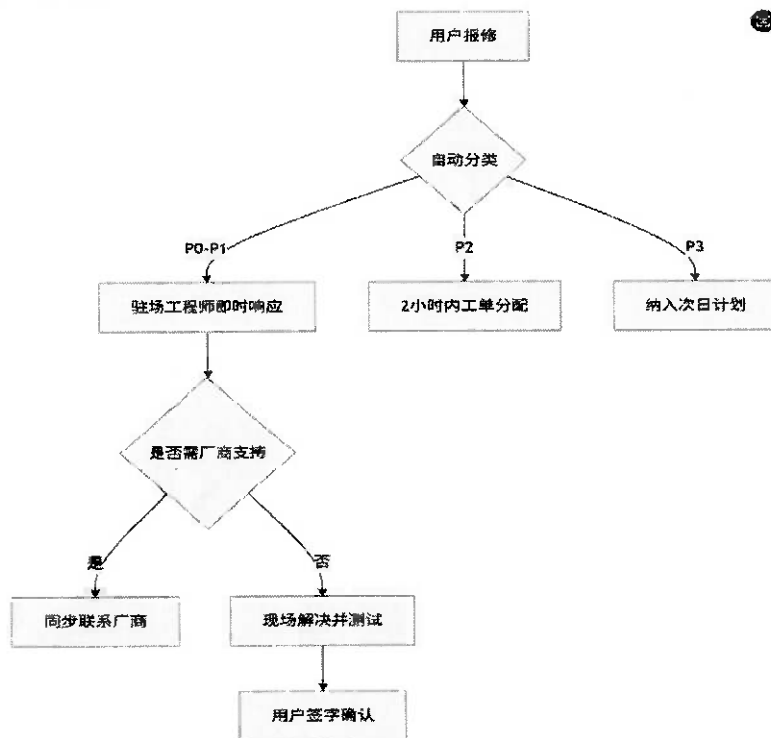 用户报修
自动分类
P0-P1
P2
P3
驻场工程师即时响应
2小时内工单分配
纳入次日计划
是否需厂商支持
是
否
同步联系厂商
现场解决并测试
用户签字确认